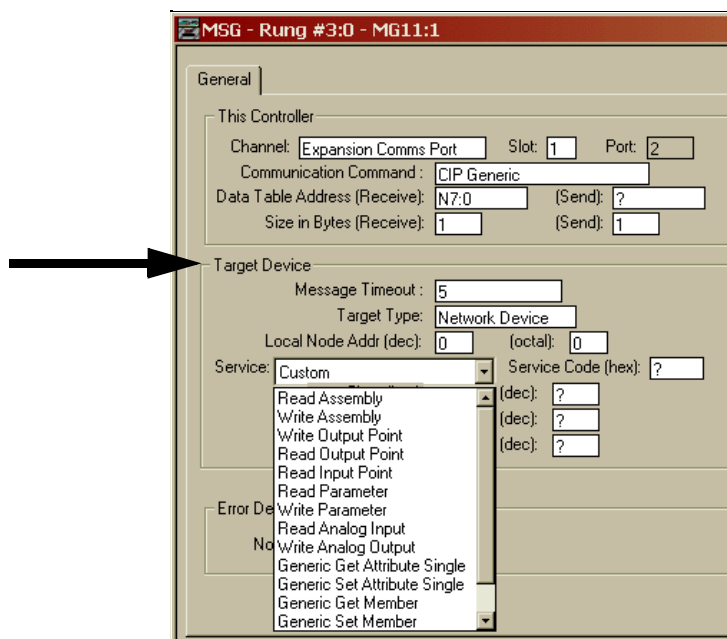 MSG - Rung #3:0 - MG11:1
General
This Controller
Channel: Expansion Comms Port Slot: 1 Port: 2
Communication Command : CIP Generic
Data Table Address (Receive): N7:0 (Send): ?
Size in Bytes (Receive): 1 (Send): 1
Target Device
Message Timeout : 5
Target Type: Network Device
Local Node Addr (dec): 0 (octal): 0
Service: Custom Service Code (hex): ?
(dec): ?
(dec): ?
(dec): ?
Read Assembly
Write Assembly
Write Output Point
Read Output Point
Read Input Point
Read Parameter
Write Parameter
Read Analog Input
Write Analog Output
Generic Get Attribute Single
Generic Set Attribute Single
Generic Get Member
Generic Set Member
Error De
No